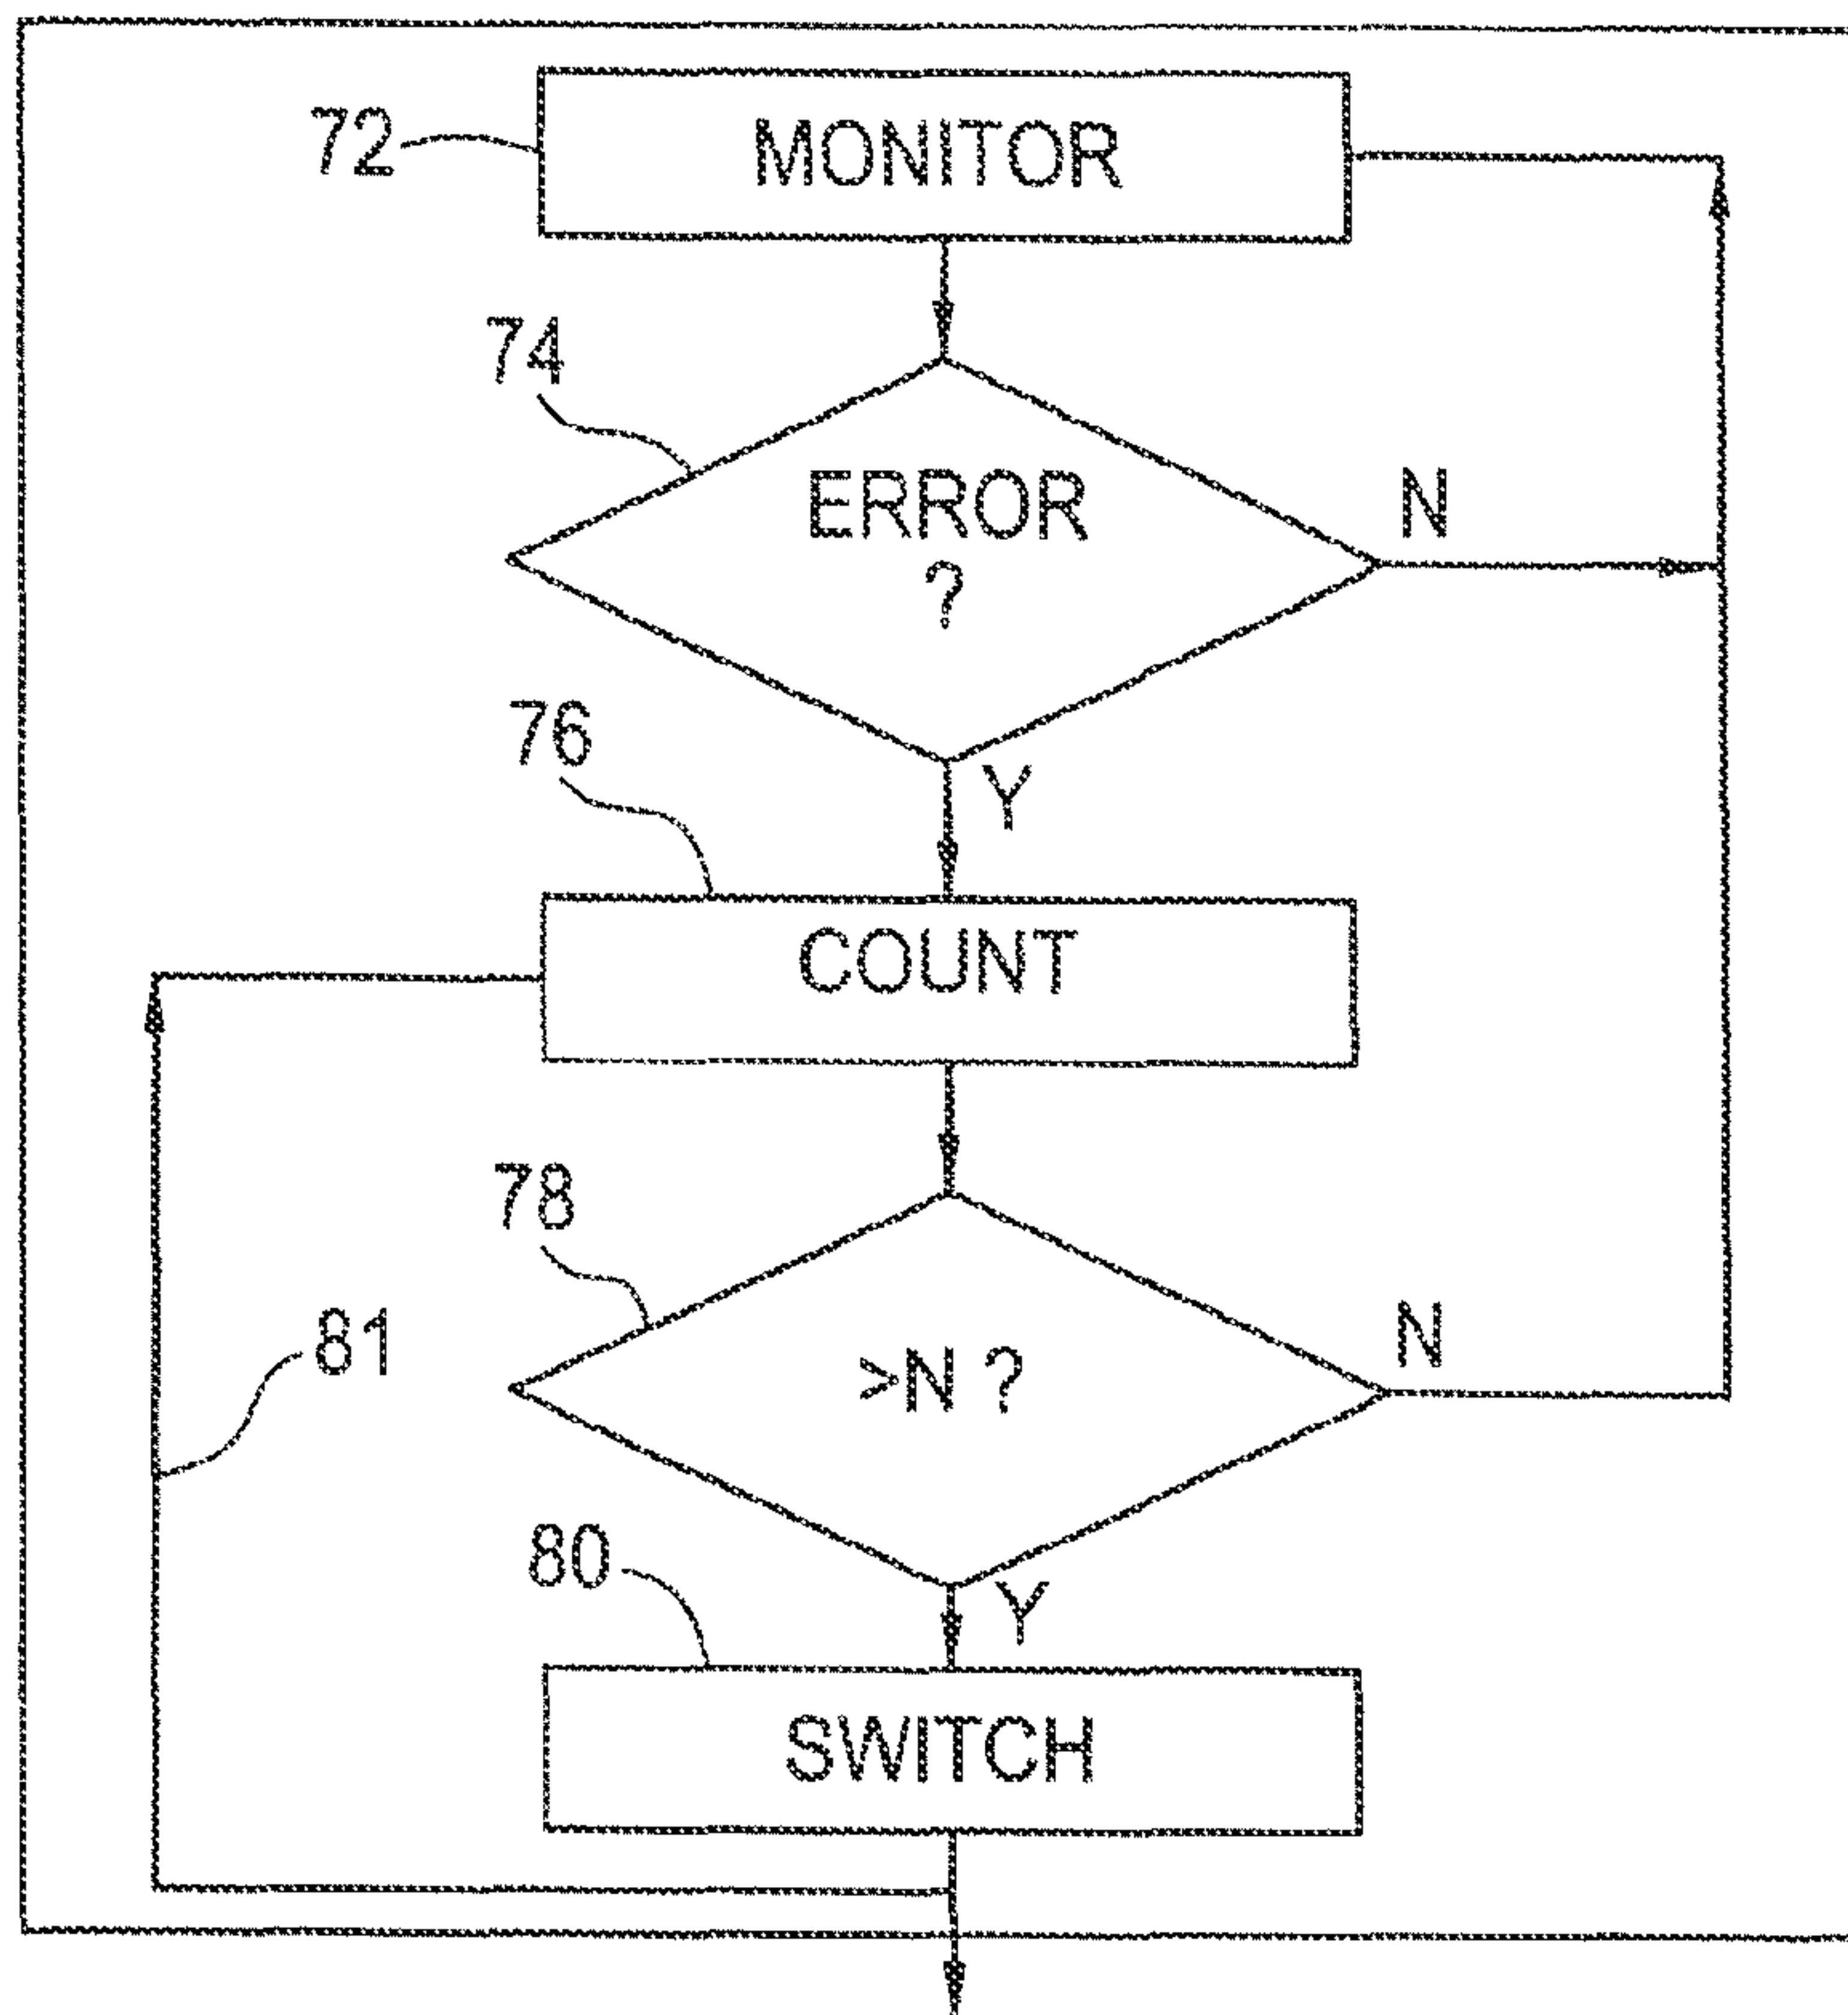 72
MONITOR
74
ERROR
?
N
76
Y
COUNT
78
>N ?
N
81
80
Y
SWITCH